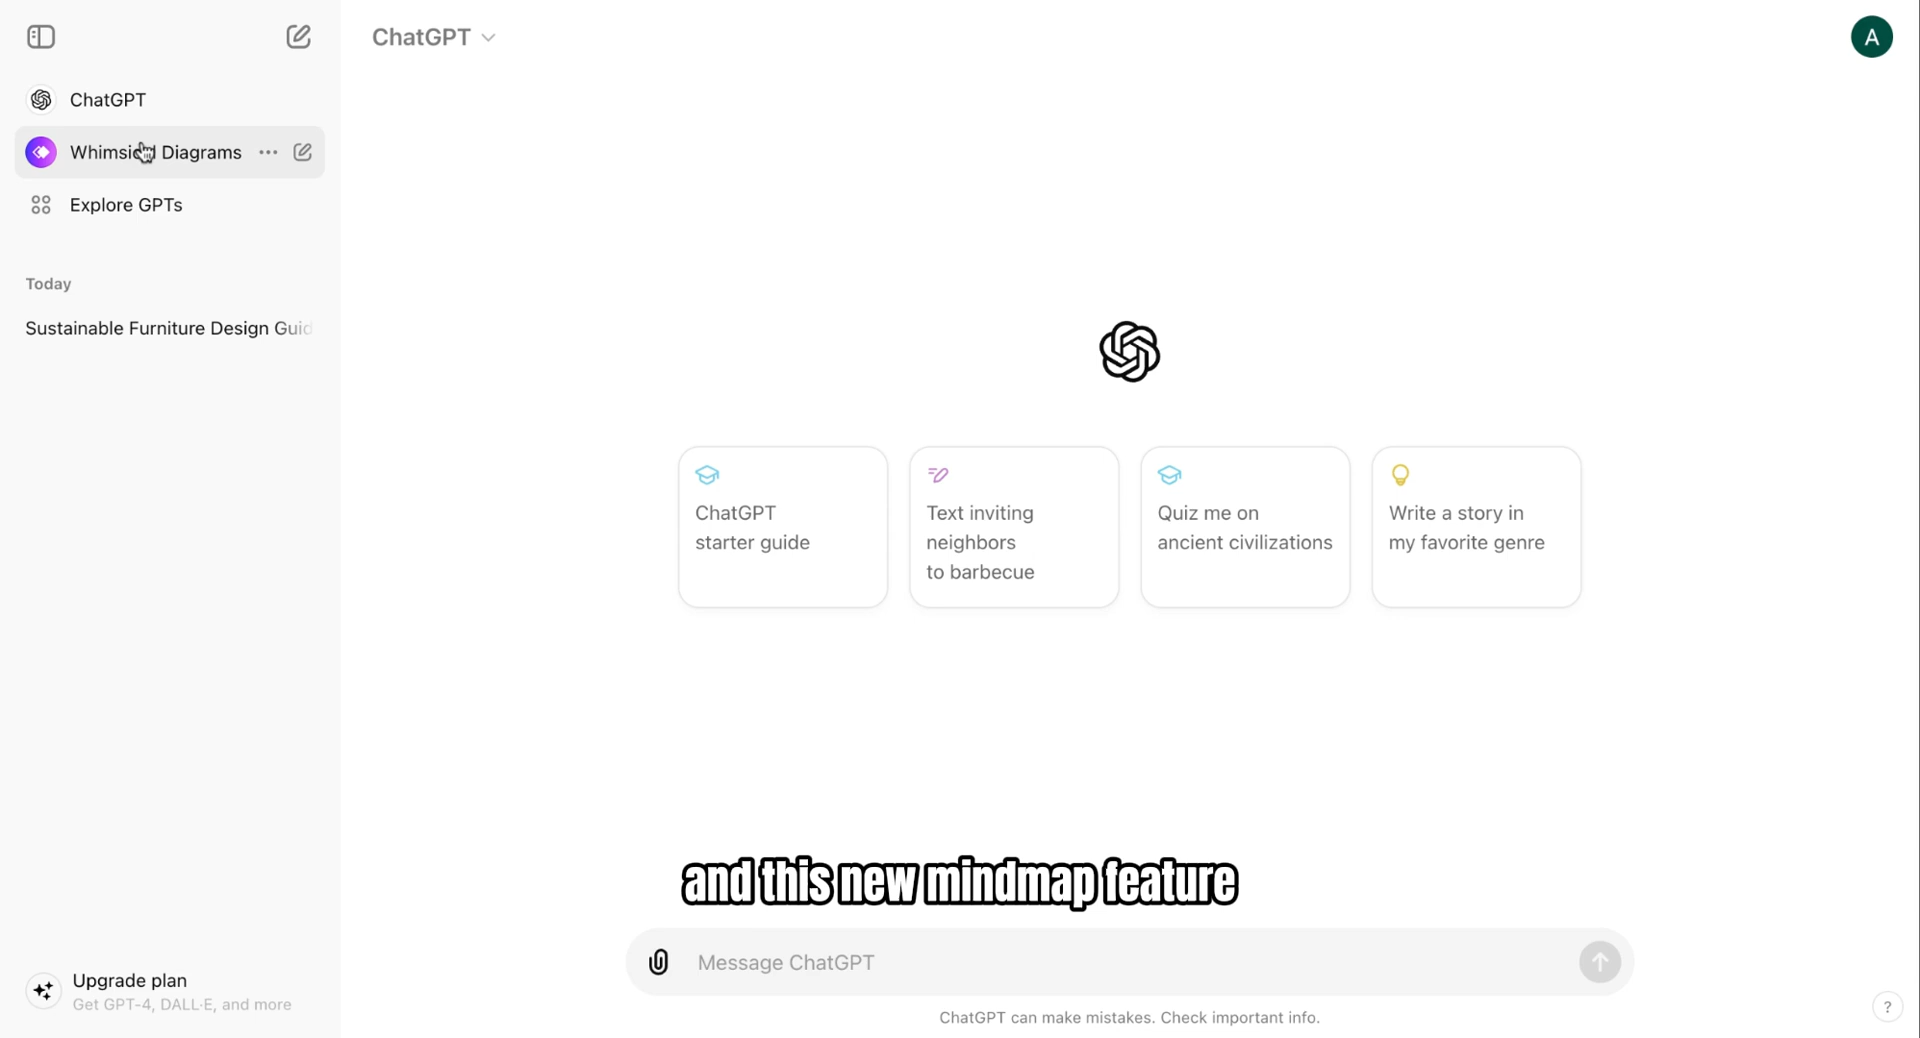 ChatGPT
A
ChatGPT
Whimsical Diagrams
Explore GPTs
Today
Sustainable Furniture Design Guid
ChatGPT
starter guide
Text inviting
neighbors
to barbecue
Quiz me on
ancient civilizations
Write a story in
my favorite genre
and this new mindmap feature
Message ChatGPT
Upgrade plan
Get GPT-4, DALL·E, and more
ChatGPT can make mistakes. Check important info.
?